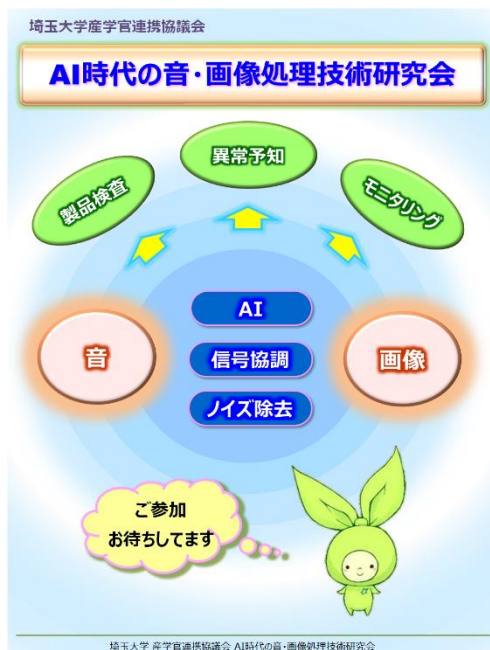 埼玉大学産学官連携協議会
AI時代の音・画像処理技術研究会
異常予知
製品検査
モニタリング
AI
音
信号協調
画像
ノイズ除去
ご参加
お待ちしてます
埼玉大学 産学官連携協議会 AI時代の音・画像処理技術研究会